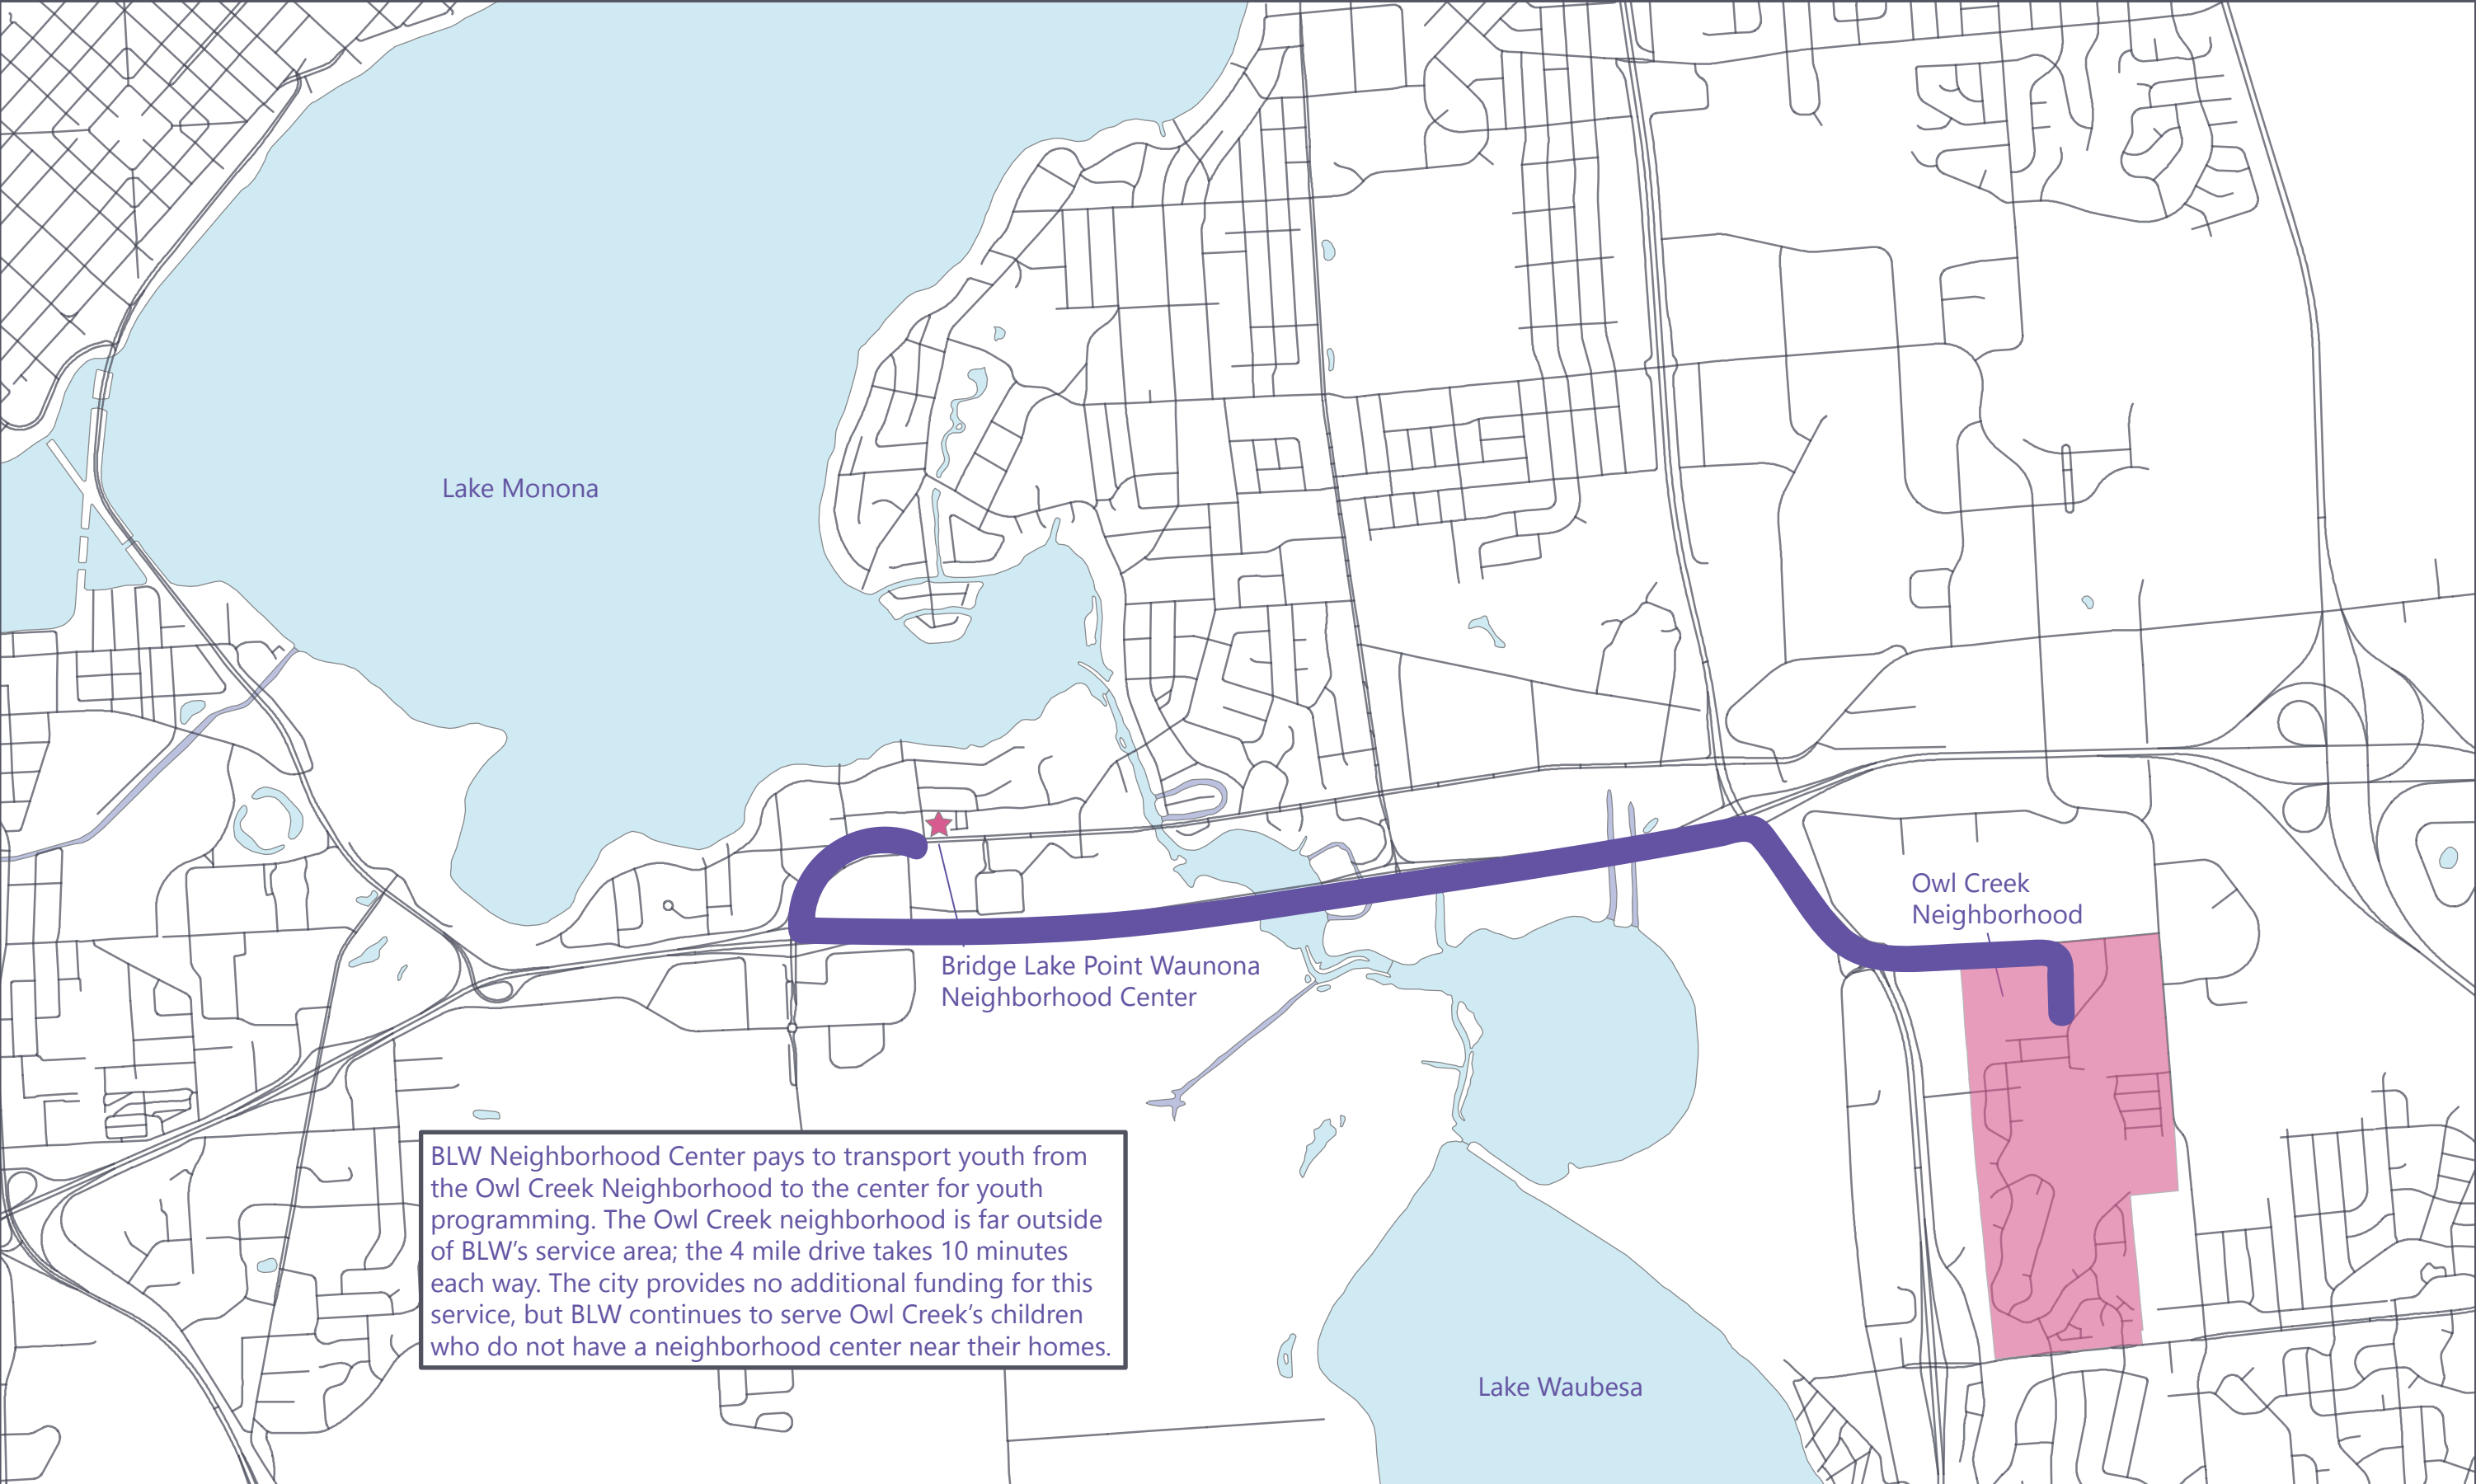 Lake Monona
Owl Creek
Neighborhood
Bridge Lake Point Waunona
Neighborhood Center
BLW Neighborhood Center pays to transport youth from
the Owl Creek Neighborhood to the center for youth
programming. The Owl Creek neighborhood is far outside
of BLW's service area; the 4 mile drive takes 10 minutes
each way. The city provides no additional funding for this
service, but BLW continues to serve Owl Creek's children
who do not have a neighborhood center near their homes.
Lake Waubesa